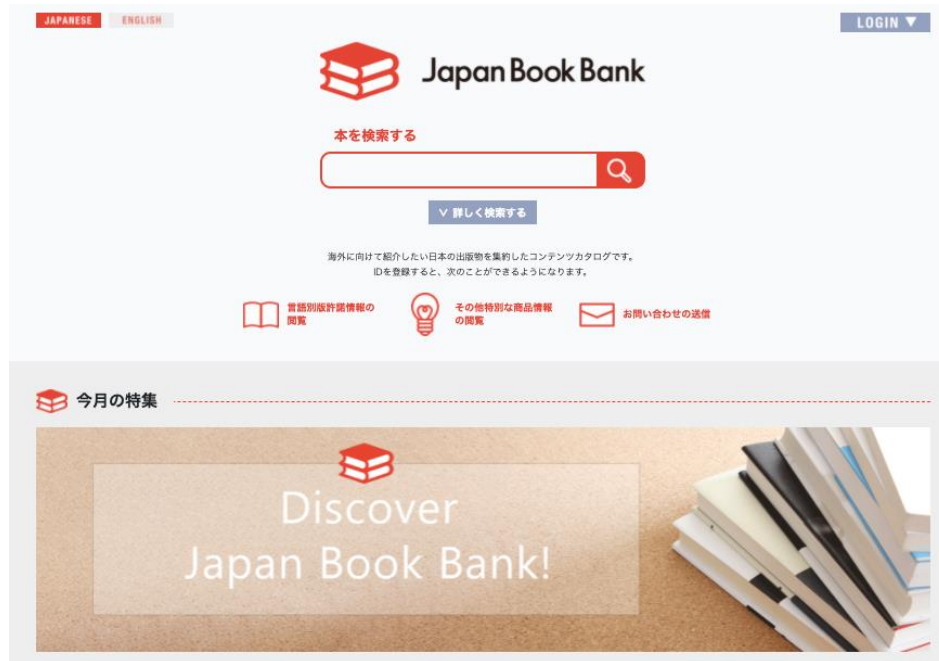 JAPANESE ENGLISH LOGIN ▼
Japan Book Bank
本を検索する
∨ 詳しく検索する
海外に向けて紹介したい日本の出版物を集約したコンテンツカタログです。
IDを登録すると、次のことができるようになります。
言語別版許諾情報の
閲覧
その他特別な商品情報
の閲覧
お問い合わせの送信
今月の特集
Discover
Japan Book Bank!